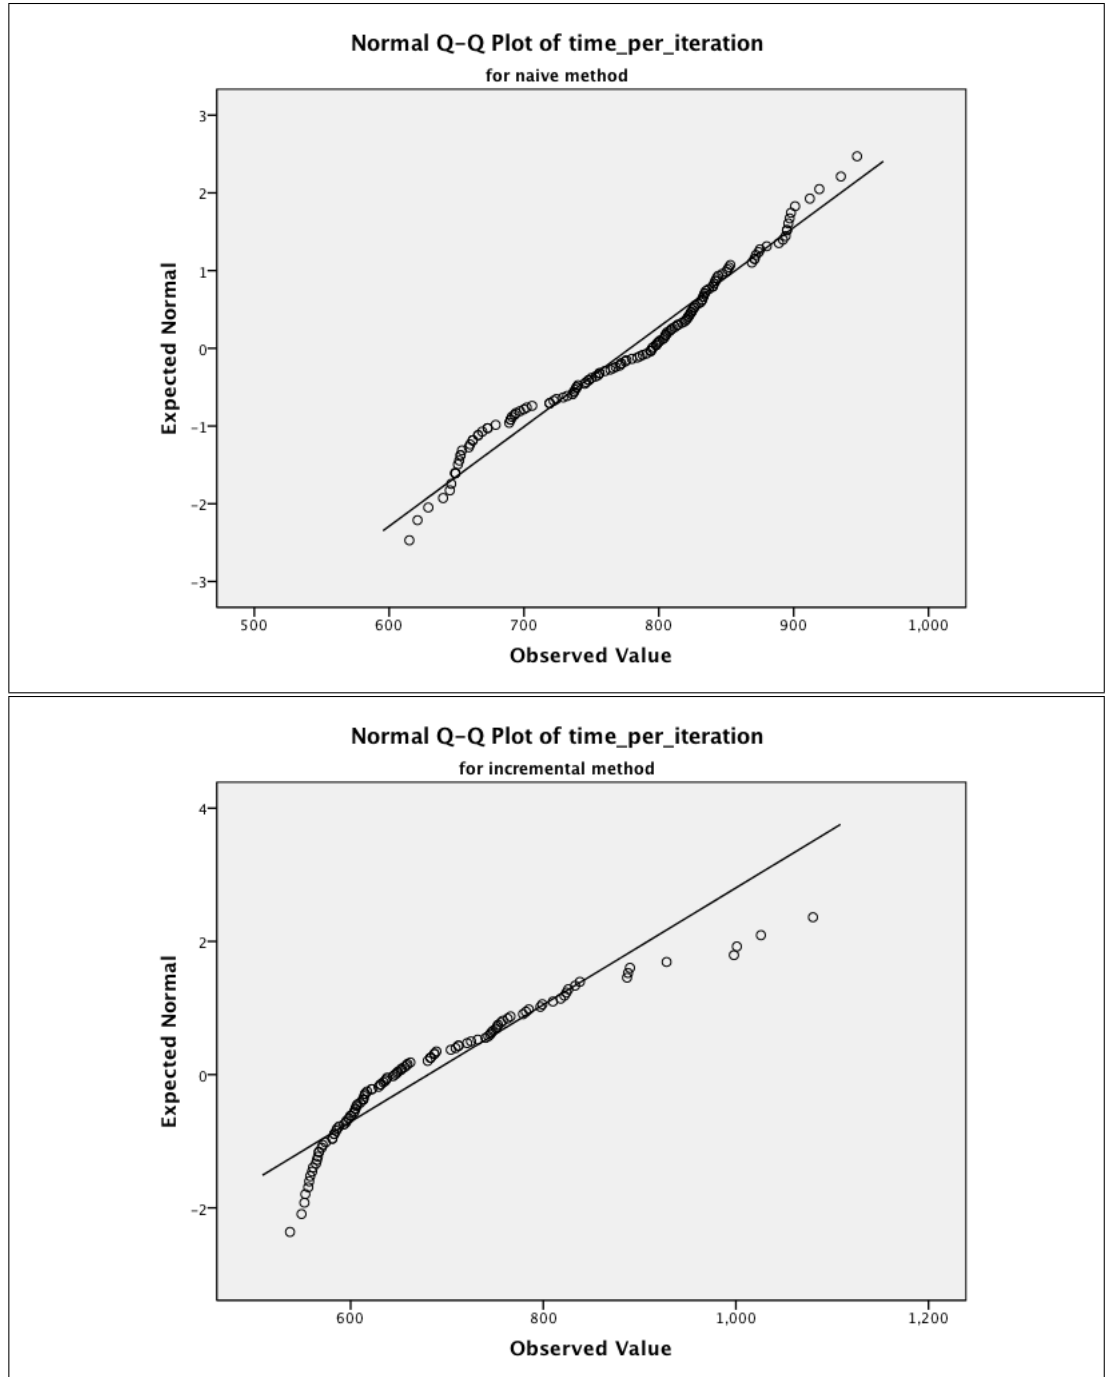 Normal Q-Q Plot of time_per_iteration
for naive method
3
2
1
0
-1
-2
-3
Expected Normal
500 600 700 800 900 1,000
Observed Value
Normal Q-Q Plot of time_per_iteration
for incremental method
4
2
0
-2
Expected Normal
600 800 1,000 1,200
Observed Value